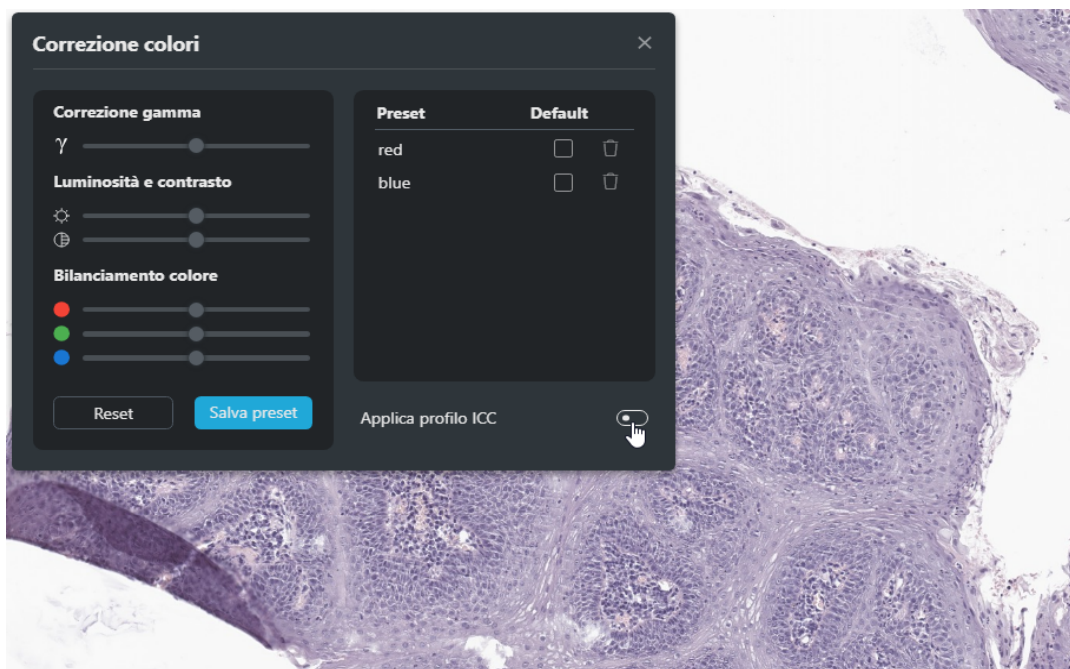 Correzione colori
Correzione gamma
γ
Luminosità e contrasto
Bilanciamento colore
Reset
Salva preset
Preset Default
red
blue
Applica profilo ICC